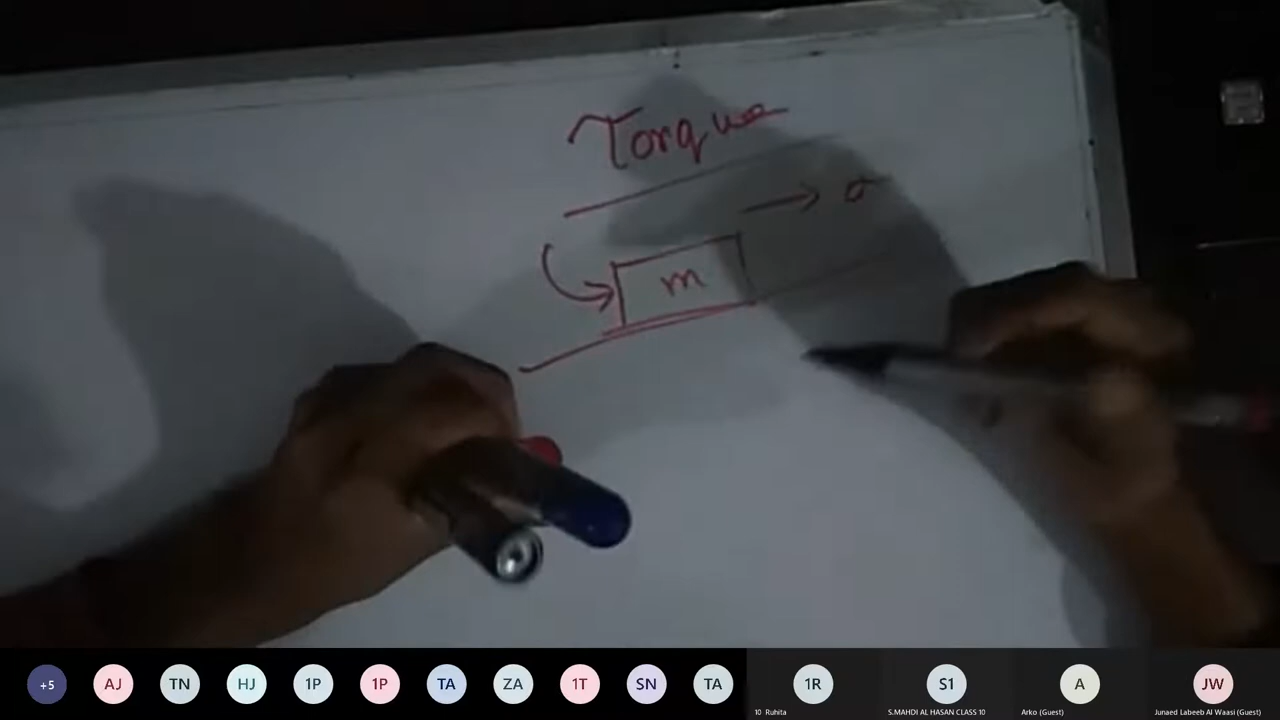 Torque
→ a
m
+5 AJ TN HJ 1P 1P TA ZA 1T SN TA 1R S1 A JW
10 Ruhita S.MAHDI AL HASAN CLASS 10 Arko (Guest) Junaed Labeeb Al Waasi (Guest)